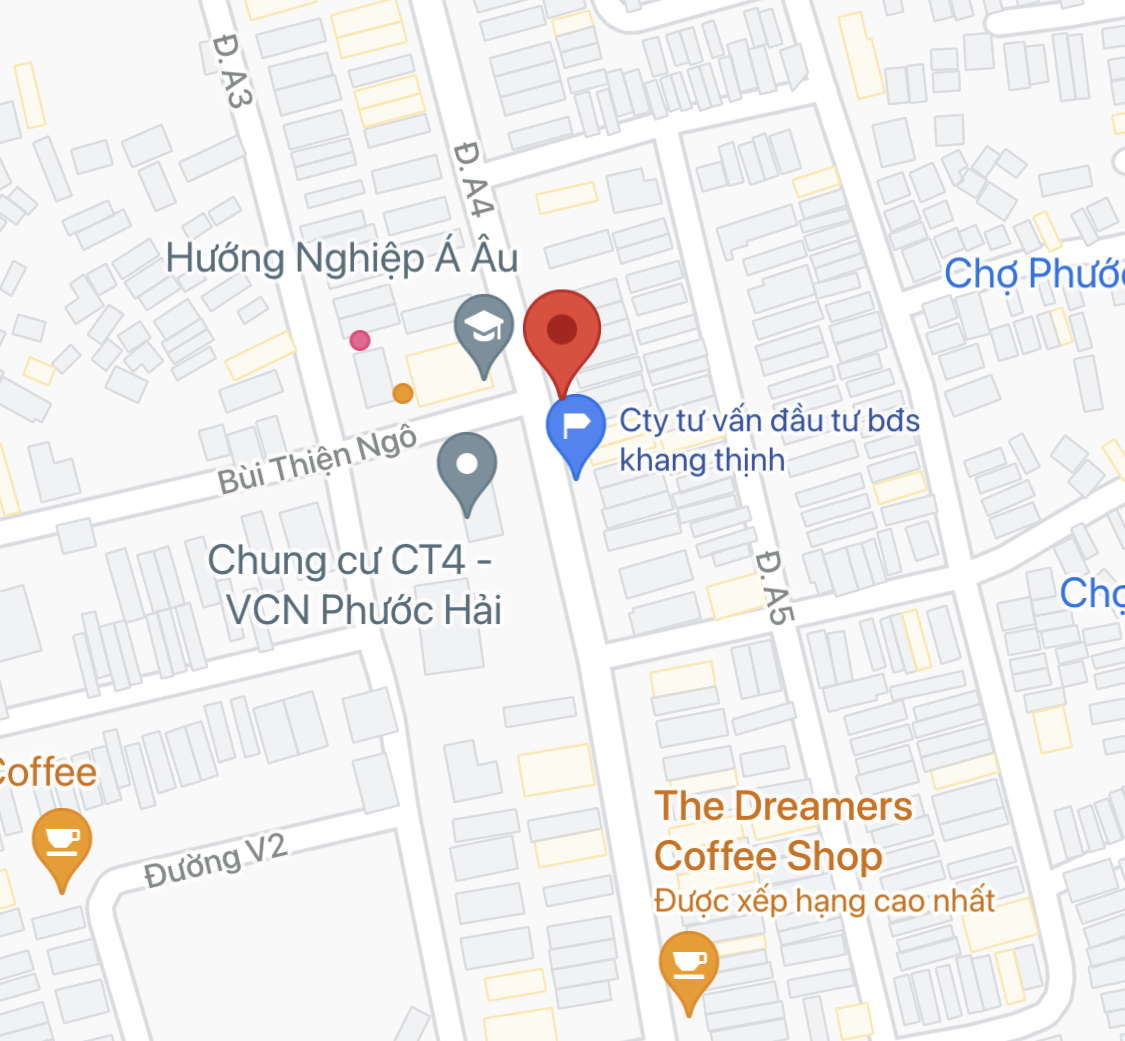 Đ. A3
Đ. A4
Hướng Nghiệp Á Âu
Chợ Phước
Cty tư vấn đầu tư bđs
khang thịnh
Bùi Thiện Ngô
Chung cư CT4 -
VCN Phước Hải
Đ. A5
Chợ
Coffee
The Dreamers
Coffee Shop
Được xếp hạng cao nhất
Đường V2